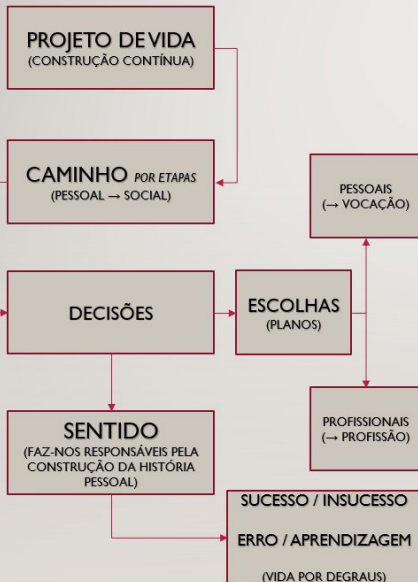 PROJETO DE VIDA
(CONSTRUÇÃO CONTÍNUA)
CAMINHO POR ETAPAS
(PESSOAL → SOCIAL)
PESSOAIS
(→ VOCAÇÃO)
DECISÕES
ESCOLHAS
(PLANOS)
SENTIDO
(FAZ-NOS RESPONSÁVEIS PELA
CONSTRUÇÃO DA HISTÓRIA
PESSOAL)
PROFISSIONAIS
(→ PROFISSÃO)
SUCESSO / INSUCESSO
ERRO / APRENDIZAGEM
(VIDA POR DEGRAUS)